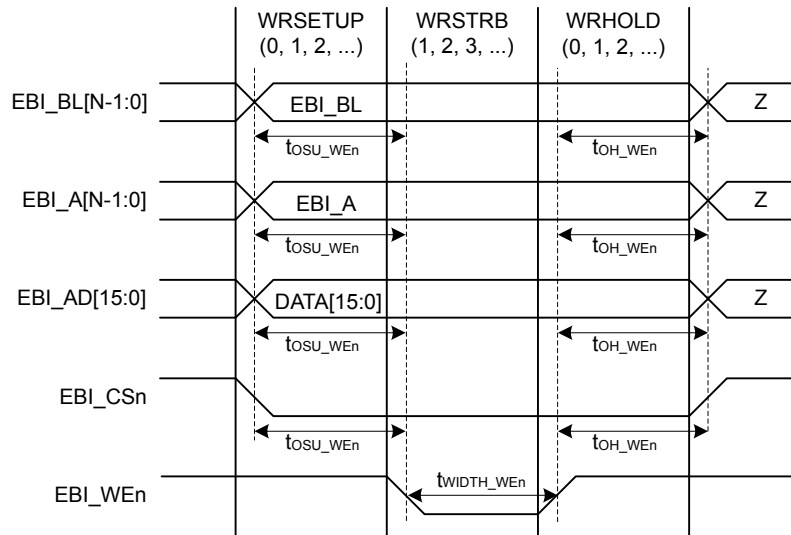 WRSETUP WRSTRB WRHOLD
(0, 1, 2, ...) (1, 2, 3, ...) (0, 1, 2, ...)
EBI_BL[N-1:0] EBI_BL Z
tOSU_WEn tOH_WEn
EBI_A[N-1:0] EBI_A Z
tOSU_WEn tOH_WEn
EBI_AD[15:0] DATA[15:0] Z
tOSU_WEn tOH_WEn
EBI_CSn
tOSU_WEn tOH_WEn
EBI_WEn tWIDTH_WEn